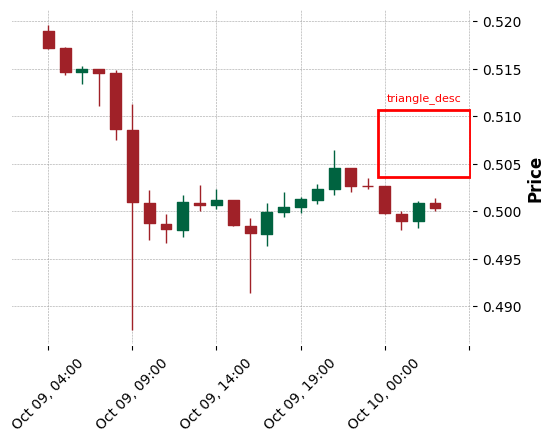 0.520
0.515
triangle_desc
0.510
0.505
Price
0.500
0.495
0.490
Oct 09, 04:00
Oct 09, 09:00
Oct 09, 14:00
Oct 09, 19:00
Oct 10, 00:00